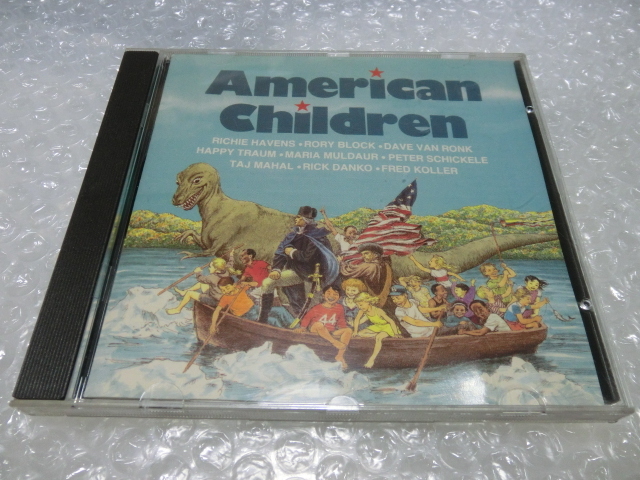 American
Children
RICHIE HAVENS • RORY BLOCK • DAVE VAN RONK
HAPPY TRAUM • MARIA MULDAUR • PETER SCHICKELE
TAJ MAHAL • RICK DANKO • FRED KOLLER
44